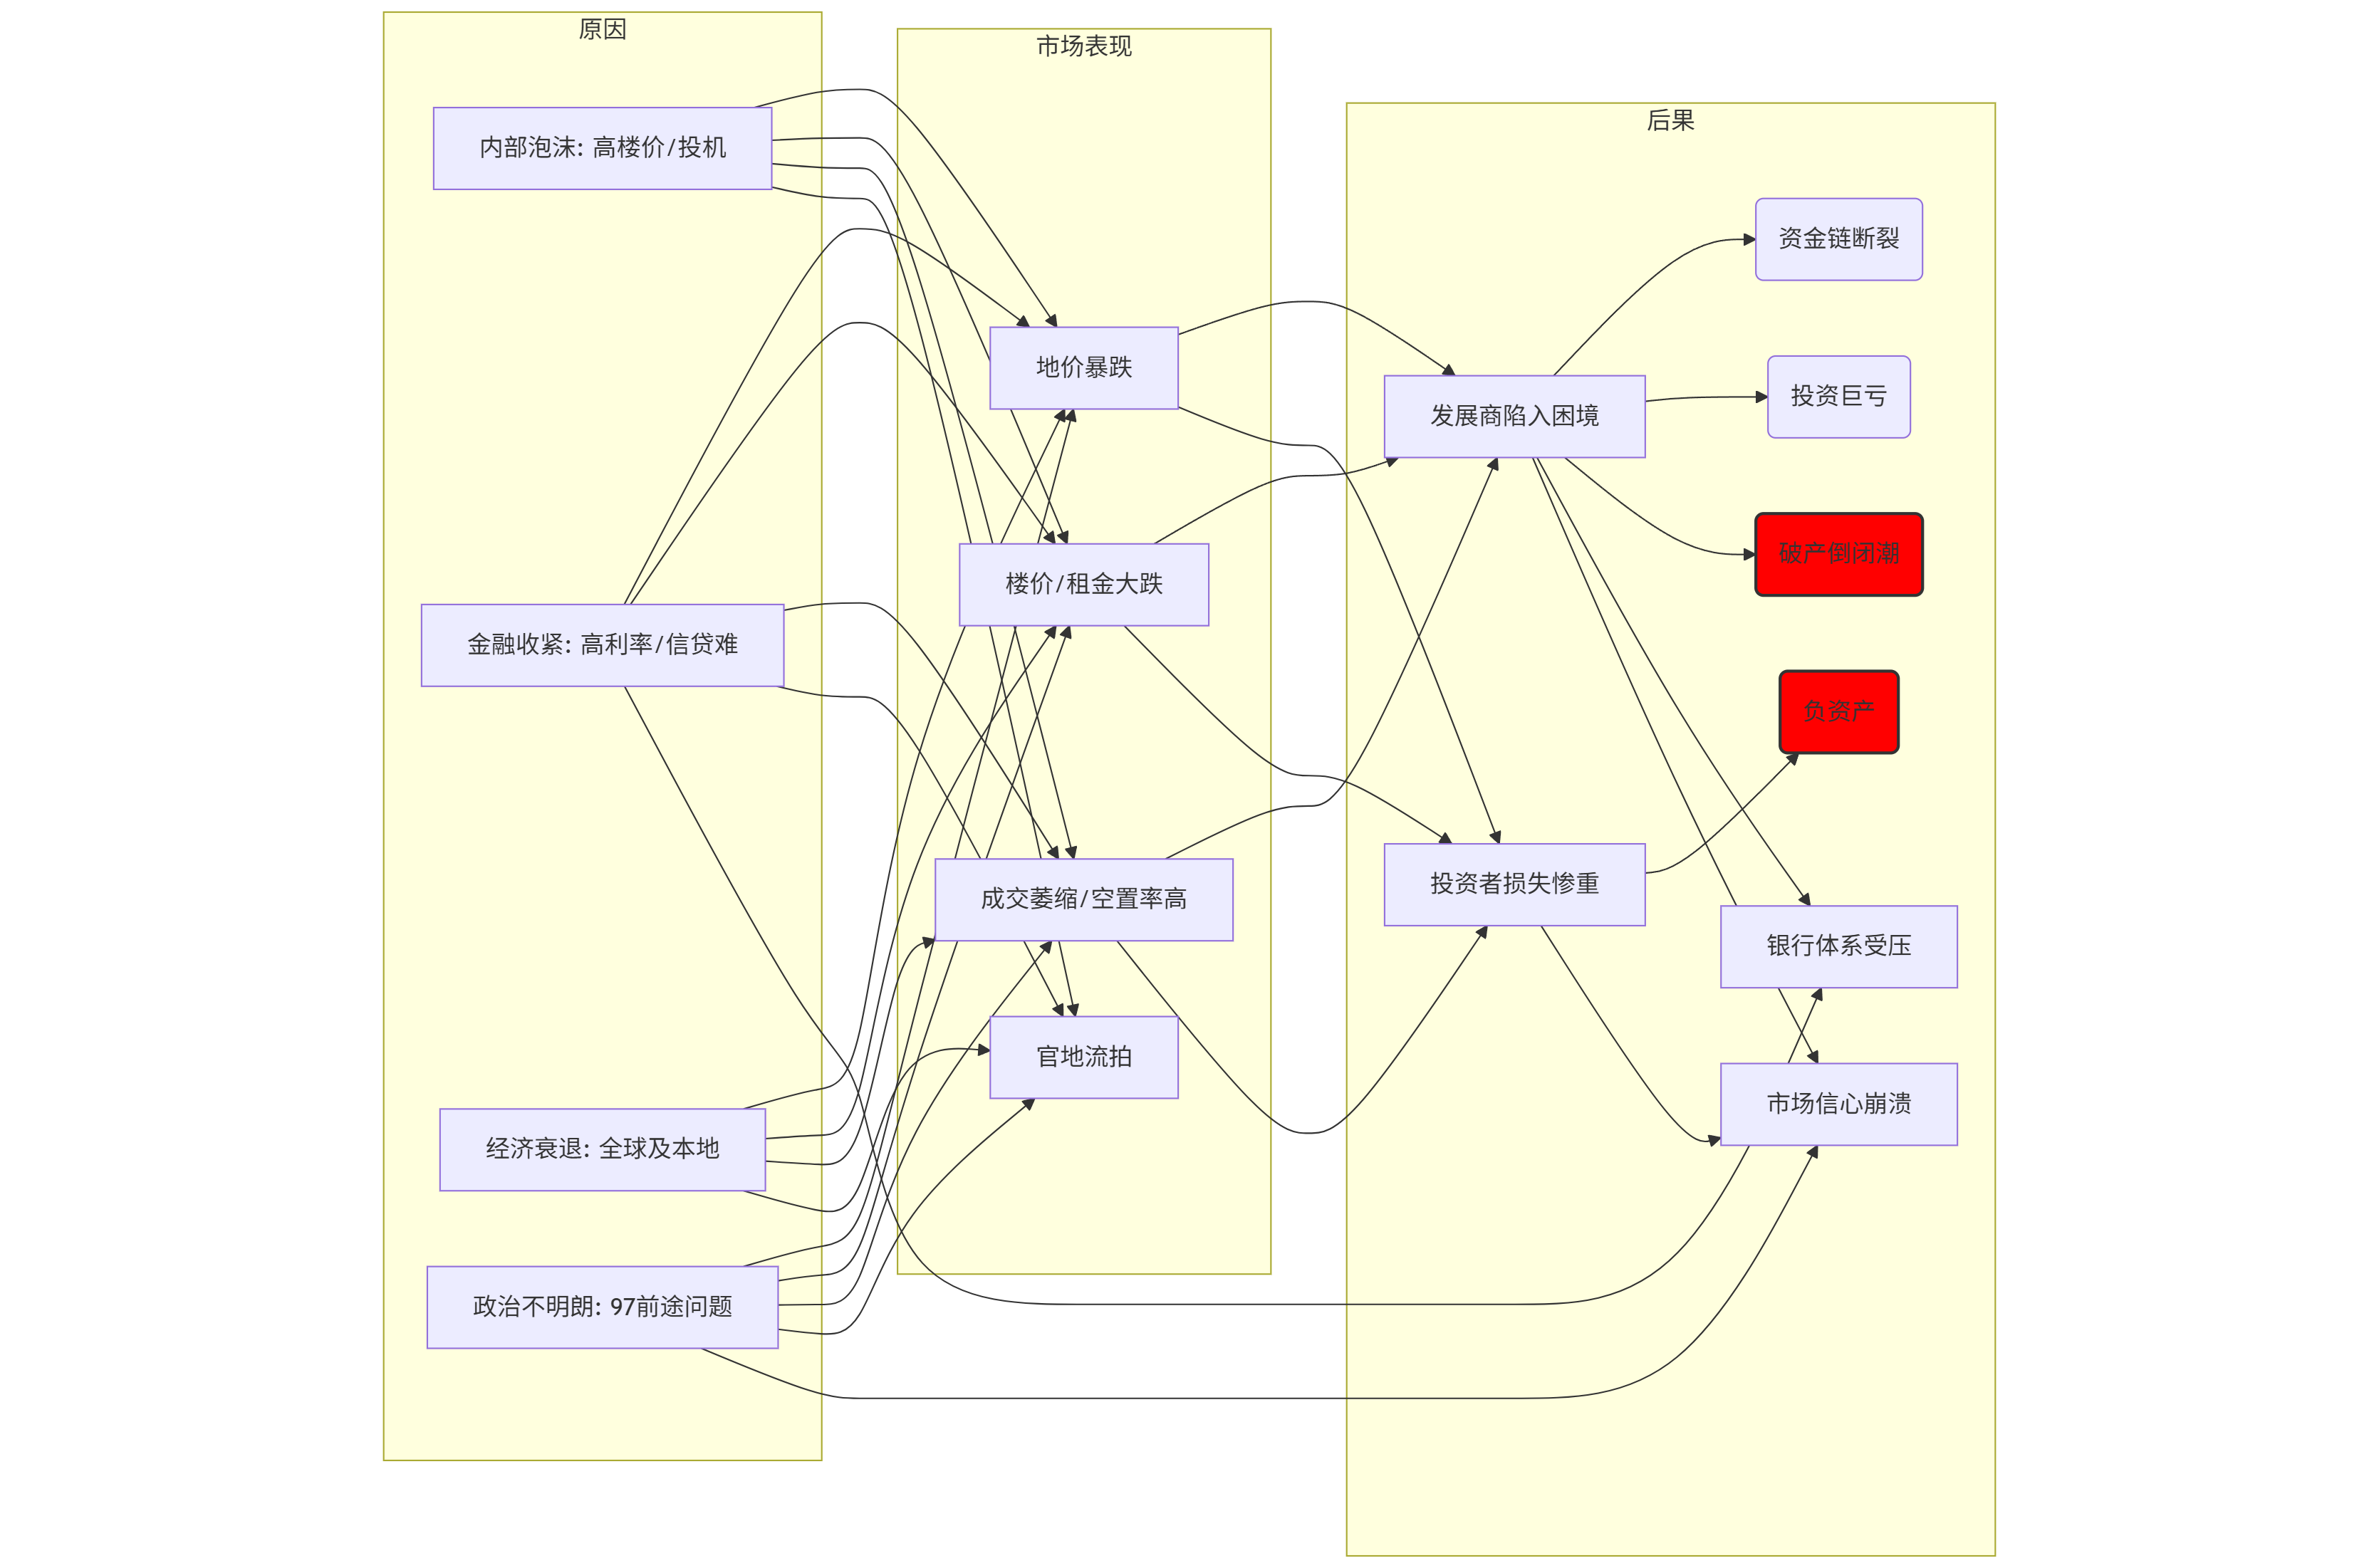 原因
内部泡沫: 高楼价/投机
金融收紧: 高利率/信贷难
经济衰退: 全球及本地
政治不明朗: 97前途问题
市场表现
地价暴跌
楼价/租金大跌
成交萎缩/空置率高
官地流拍
后果
发展商陷入困境
投资者损失惨重
资金链断裂
投资巨亏
破产倒闭潮
负资产
银行体系受压
市场信心崩溃